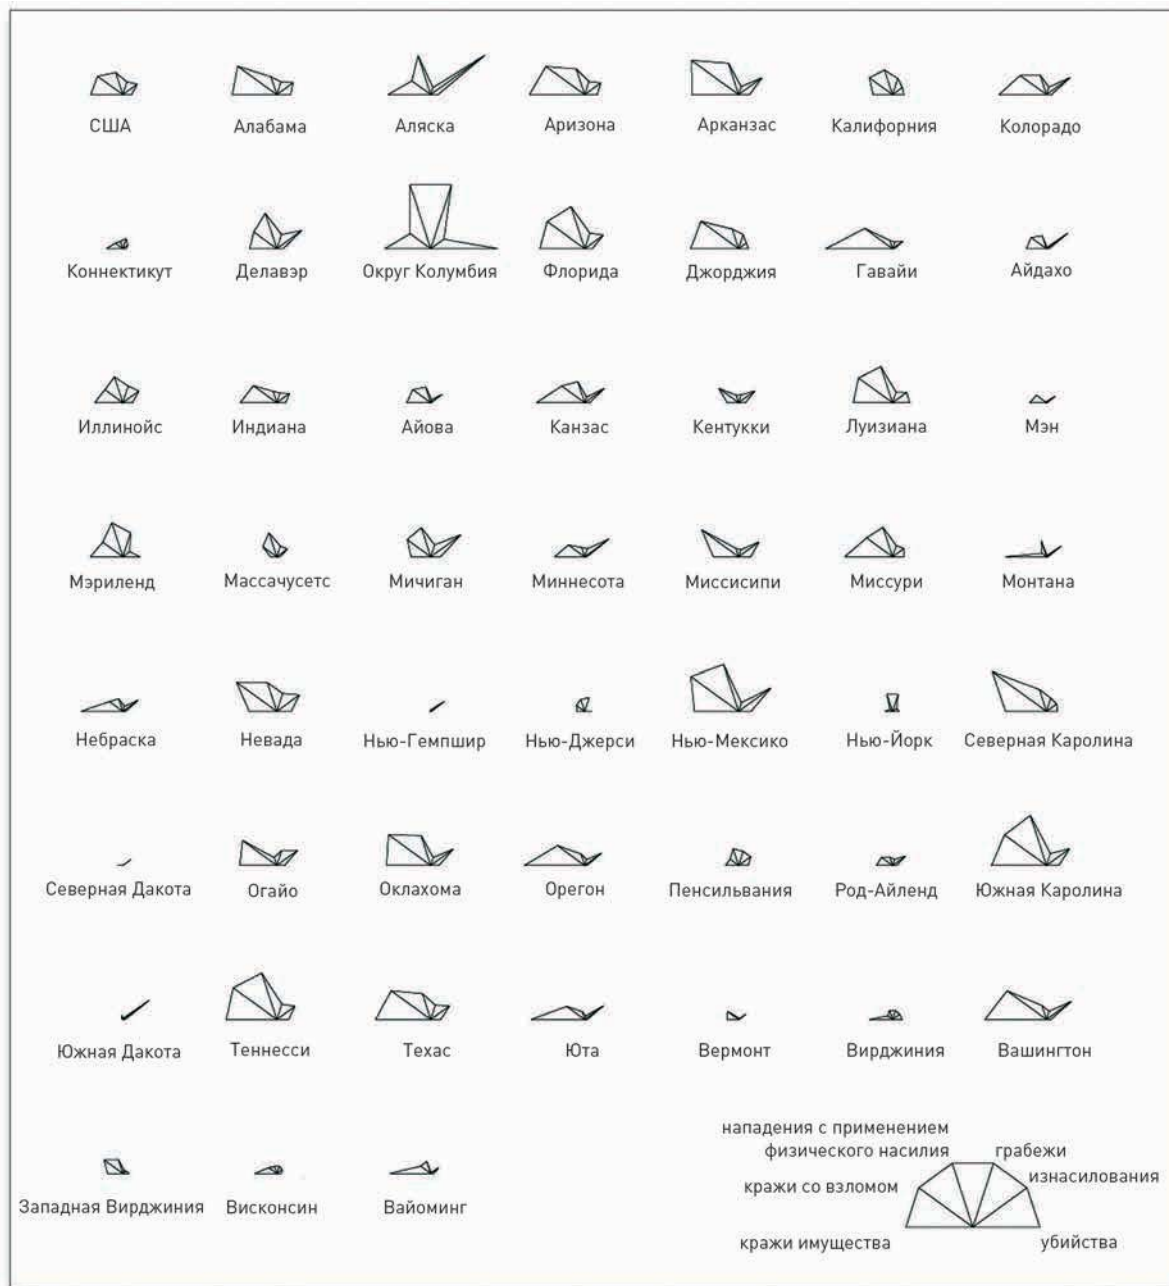 США Алабама Аляска Аризона Арканзас Калифорния Колорадо
Коннектикут Делавэр Округ Колумбия Флорида Джорджия Гавайи Айдахо
Иллинойс Индиана Айова Канзас Кентукки Луизиана Мэн
Мэриленд Массачусетс Мичиган Миннесота Миссисипи Миссури Монтана
Небраска Невада Нью-Гемпшир Нью-Джерси Нью-Мексико Нью-Йорк Северная Каролина
Северная Дакота Огайо Оклахома Орегон Пенсильвания Род-Айленд Южная Каролина
Южная Дакота Теннесси Техас Юта Вермонт Вирджиния Вашингтон
Западная Вирджиния Висконсин Вайоминг
нападения с применением
физического насилия
грабежи
кражи со взломом
изнасилования
кражи имущества
убийства